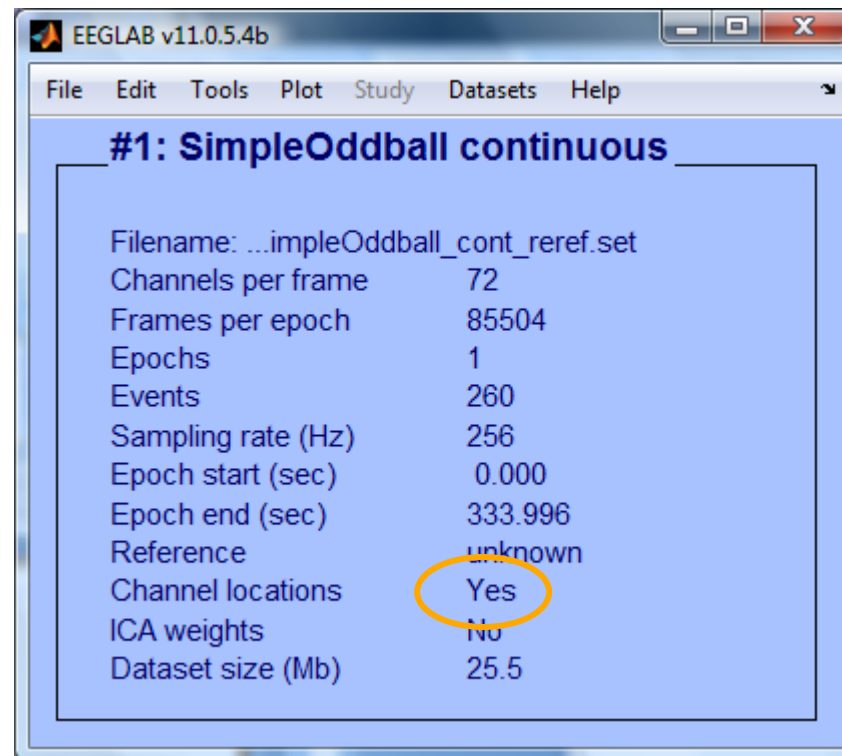 EEGLAB v11.0.5.4b
File Edit Tools Plot Study Datasets Help
#1: SimpleOddball continuous
Filename: ...impleOddball_cont_reref.set
Channels per frame 72
Frames per epoch 85504
Epochs 1
Events 260
Sampling rate (Hz) 256
Epoch start (sec) 0.000
Epoch end (sec) 333.996
Reference unknown
Channel locations Yes
ICA weights No
Dataset size (Mb) 25.5